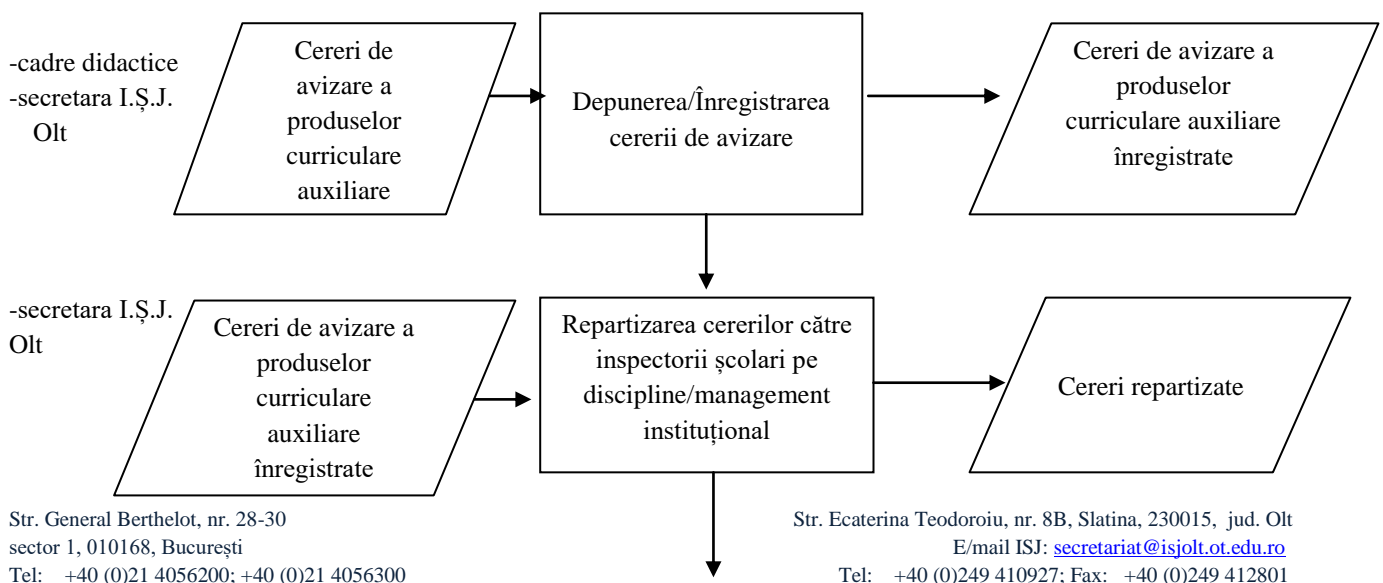 -cadre didactice
-secretara I.Ș.J.
Olt
Cereri de
avizare a
produselor
curriculare
auxiliare
Depunerea/Înregistrarea
cererii de avizare
Cereri de avizare a
produselor
curriculare auxiliare
înregistrate
-secretara I.Ș.J.
Olt
Cereri de avizare a
produselor
curriculare
auxiliare
înregistrate
Repartizarea cererilor către
inspectorii școlari pe
discipline/management
instituțional
Cereri repartizate
Str. General Berthelot, nr. 28-30
sector 1, 010168, București
Tel: +40 (0)21 4056200; +40 (0)21 4056300
Str. Ecaterina Teodoroiu, nr. 8B, Slatina, 230015, jud. Olt
E/mail ISJ: secretariat@isjolt.ot.edu.ro
Tel: +40 (0)249 410927; Fax: +40 (0)249 412801